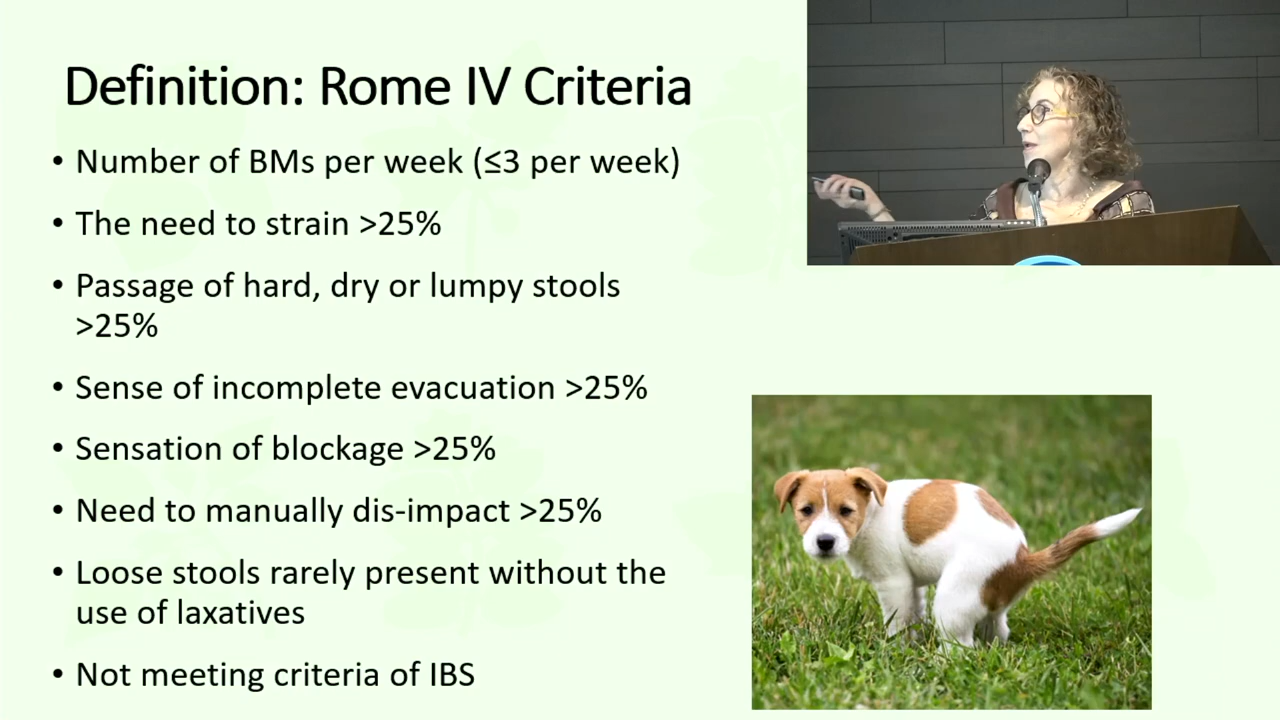 Definition: Rome IV Criteria
• Number of BMs per week (≤3 per week)
• The need to strain >25%
• Passage of hard, dry or lumpy stools
>25%
• Sense of incomplete evacuation >25%
• Sensation of blockage >25%
• Need to manually dis-impact >25%
• Loose stools rarely present without the
use of laxatives
• Not meeting criteria of IBS